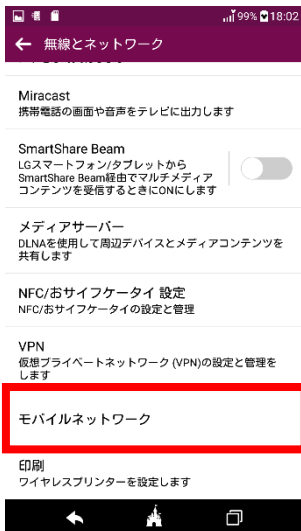 99% 18:02
無線とネットワーク
Miracast
携帯電話の画面や音声をテレビに出力します
SmartShare Beam
LGスマートフォン/タブレットから
SmartShare Beam経由でマルチメディア
コンテンツを受信するときにONにします
メディアサーバー
DLNAを使用して周辺デバイスとメディアコンテンツを
共有します
NFC/おサイフケータイ 設定
NFC/おサイフケータイの設定と管理
VPN
仮想プライベートネットワーク (VPN)の設定と管理を
します
モバイルネットワーク
印刷
ワイヤレスプリンターを設定します